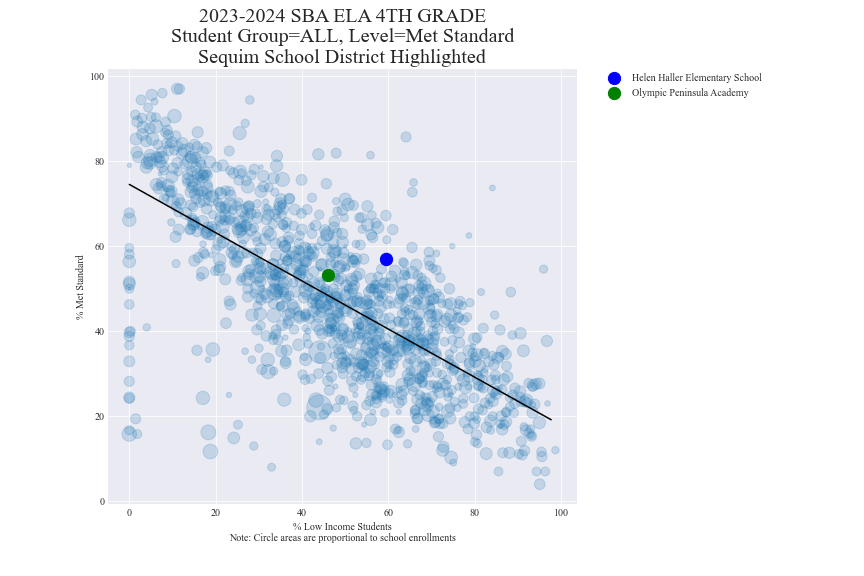 2023-2024 SBA ELA 4TH GRADE
Student Group=ALL, Level=Met Standard
Sequim School District Highlighted
Helen Haller Elementary School
Olympic Peninsula Academy
% Met Standard
100
80
60
40
20
0
0 20 40 60 80 100
% Low Income Students
Note: Circle areas are proportional to school enrollments